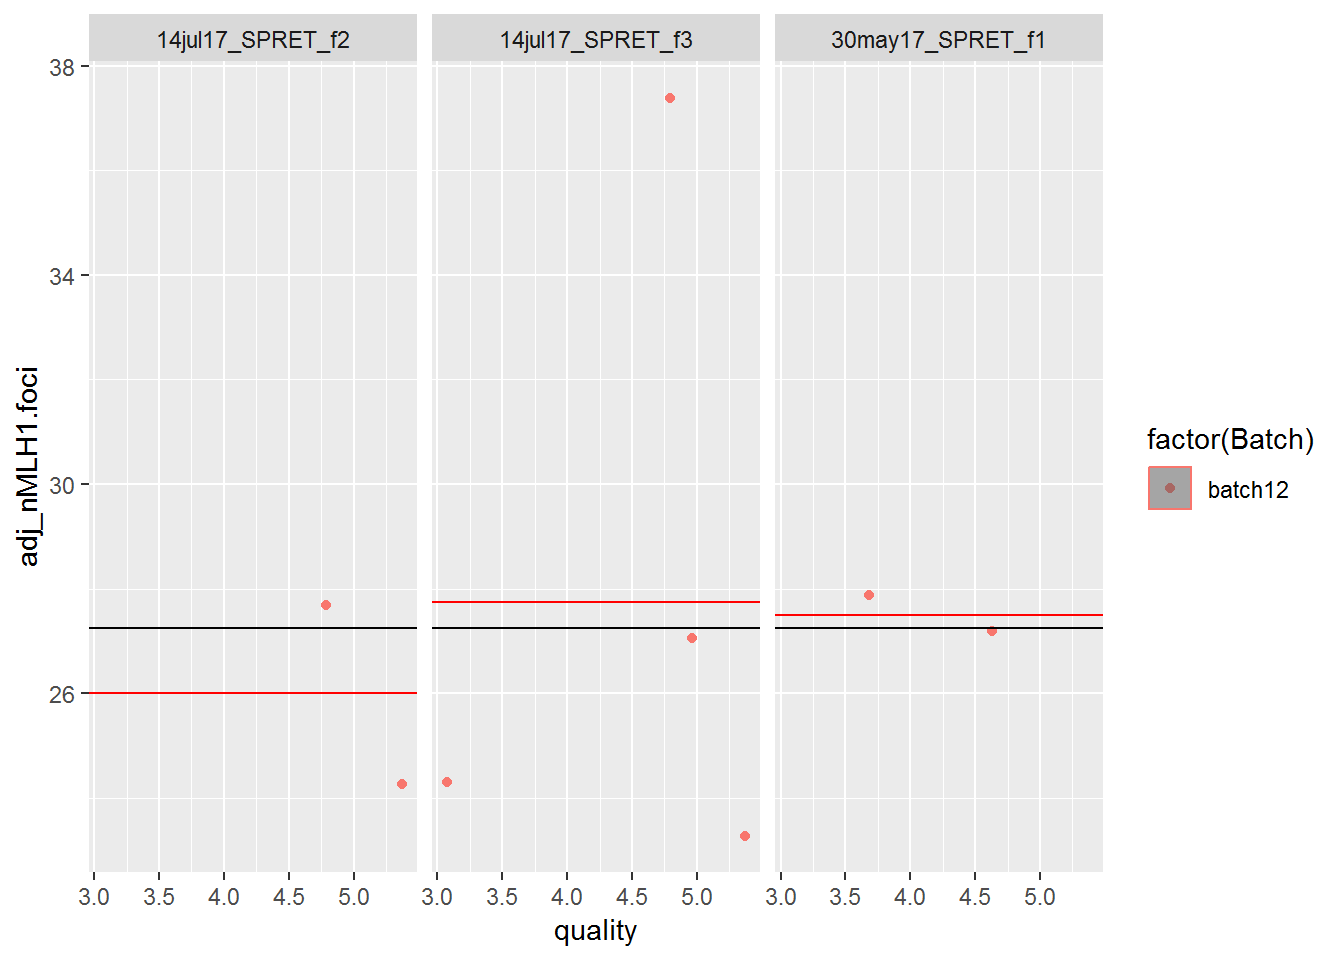 14jul17_SPRET_f2 14jul17_SPRET_f3 30may17_SPRET_f1
38
34
30
26
adj_nMLH1.foci
3.0 3.5 4.0 4.5 5.0 3.0 3.5 4.0 4.5 5.0 3.0 3.5 4.0 4.5 5.0
quality
factor(Batch)
batch12